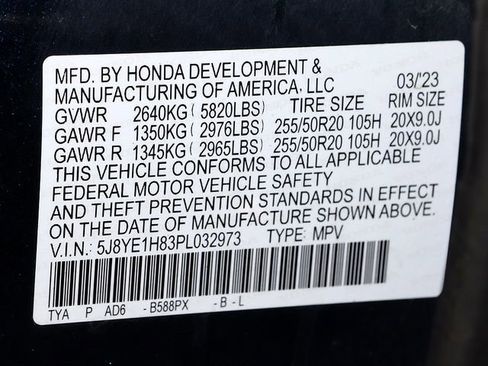 MFD. BY HONDA DEVELOPMENT &
MANUFACTURING OF AMERICA, LLC 03/'23
GVWR 2640KG ( 5820LBS) TIRE SIZE RIM SIZE
GAWR F 1350KG ( 2976LBS) 255/50R20 105H 20X9.0J
GAWR R 1345KG ( 2965LBS) 255/50R20 105H 20X9.0J
THIS VEHICLE CONFORMS TO ALL APPLICABLE
FEDERAL MOTOR VEHICLE SAFETY
AND THEFT PREVENTION STANDARDS IN EFFECT
ON THE DATE OF MANUFACTURE SHOWN ABOVE.
V.I.N.: 5J8YE1H83PL032973 TYPE: MPV
TYA P AD6 - B588PX - B - L